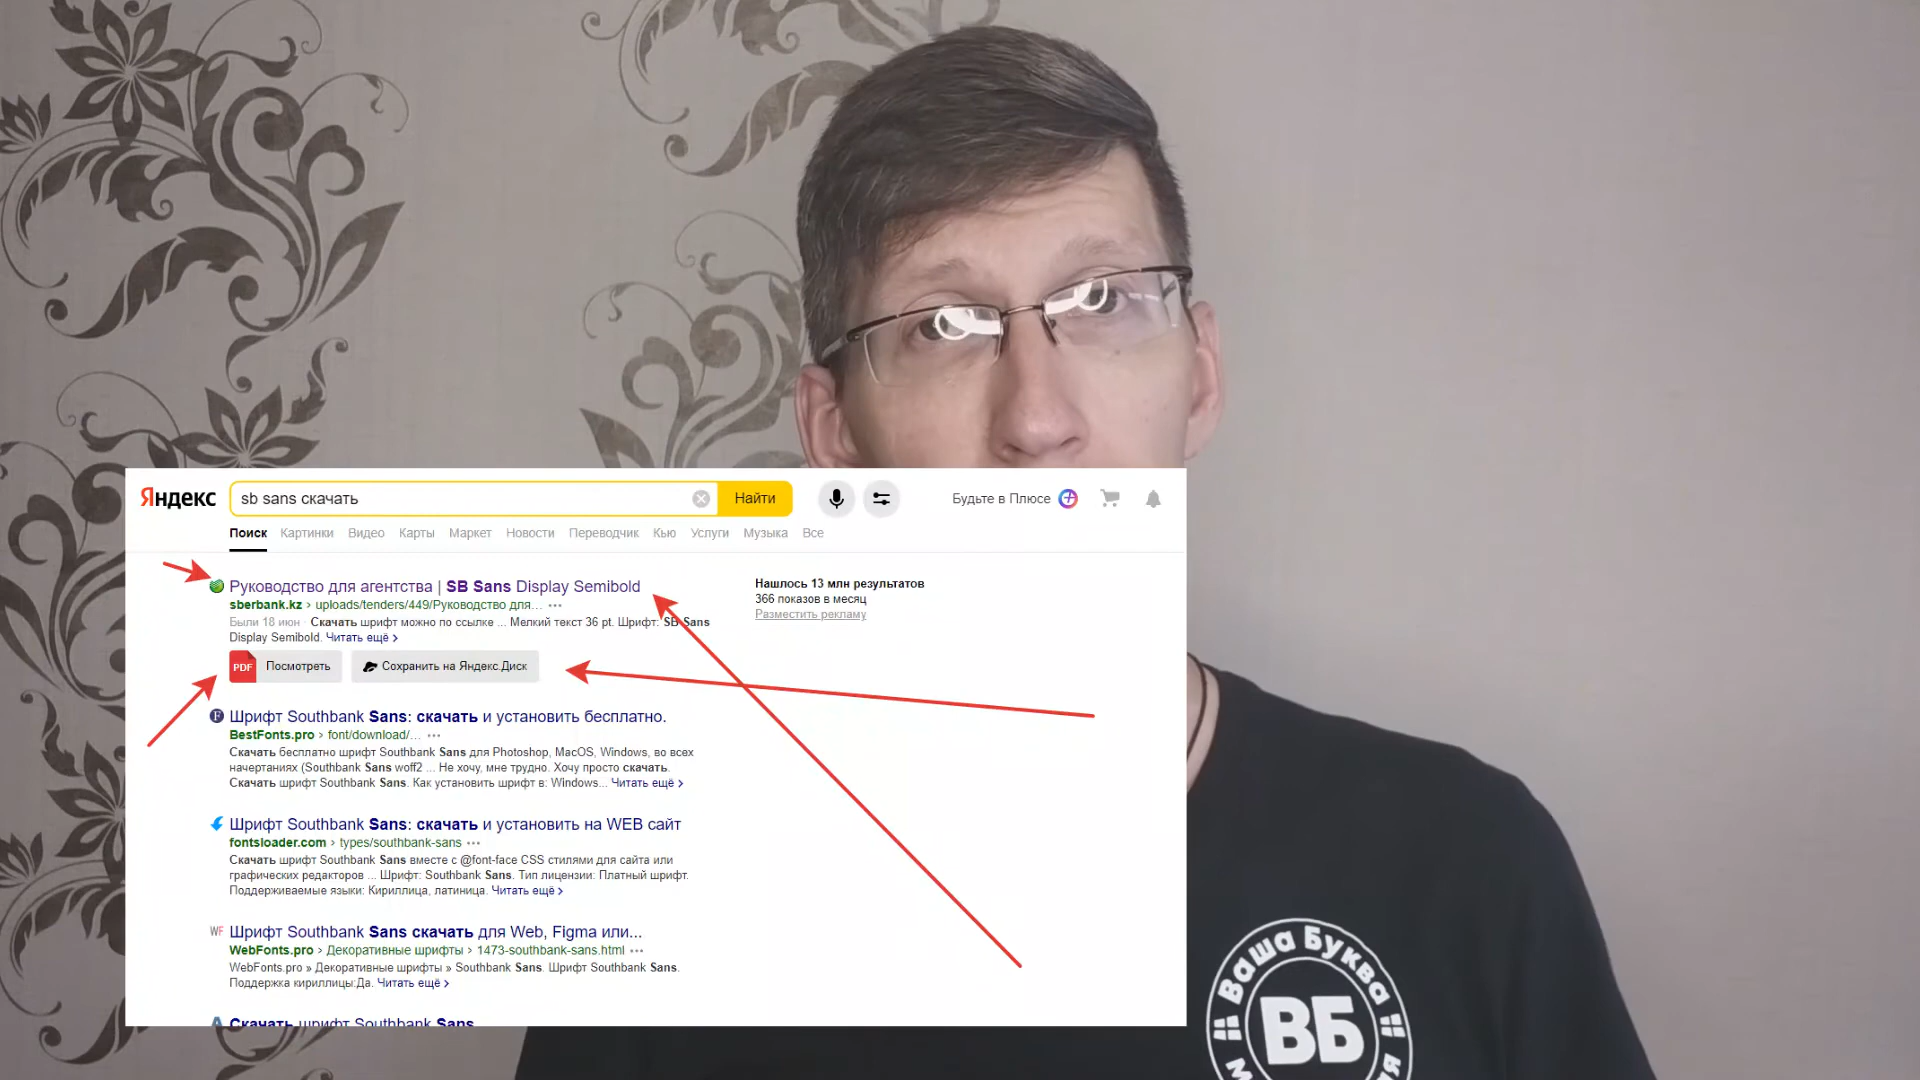 Яндекс
sb sans скачать
Найти
Будьте в Плюсе
Поиск Картинки Видео Карты Маркет Новости Переводчик Кью Услуги Музыка Все
Руководство для агентства | SB Sans Display Semibold
sberbank.kz › uploads/tenders/449/Руководство для... •••
Были 18 июн · Скачать шрифт можно по ссылке ... Мелкий текст 36 pt. Шрифт: SB Sans
Display Semibold. Читать ещё ›
PDF Посмотреть
Сохранить на Яндекс.Диск
Нашлось 13 млн результатов
366 показов в месяц
Разместить рекламу
F Шрифт Southbank Sans: скачать и установить бесплатно.
BestFonts.pro › font/download/... •••
Скачать бесплатно шрифт Southbank Sans для Photoshop, MacOS, Windows, во всех
начертаниях (Southbank Sans woff2 ... Не хочу, мне трудно. Хочу просто скачать.
Скачать шрифт Southbank Sans. Как установить шрифт в: Windows... Читать ещё ›
Шрифт Southbank Sans: скачать и установить на WEB сайт
fontsloader.com › types/southbank-sans •••
Скачать шрифт Southbank Sans вместе с @font-face CSS стилями для сайта или
графических редакторов ... Шрифт: Southbank Sans. Тип лицензии: Платный шрифт.
Поддерживаемые языки: Кириллица, латиница. Читать ещё ›
WF Шрифт Southbank Sans скачать для Web, Figma или...
WebFonts.pro › Декоративные шрифты › 1473-southbank-sans.html •••
WebFonts.pro » Декоративные шрифты » Southbank Sans. Шрифт Southbank Sans.
Поддержка кириллицы:Да. Читать ещё ›
Скачать шрифт Southbank Sans
Ваша Буква
ВБ